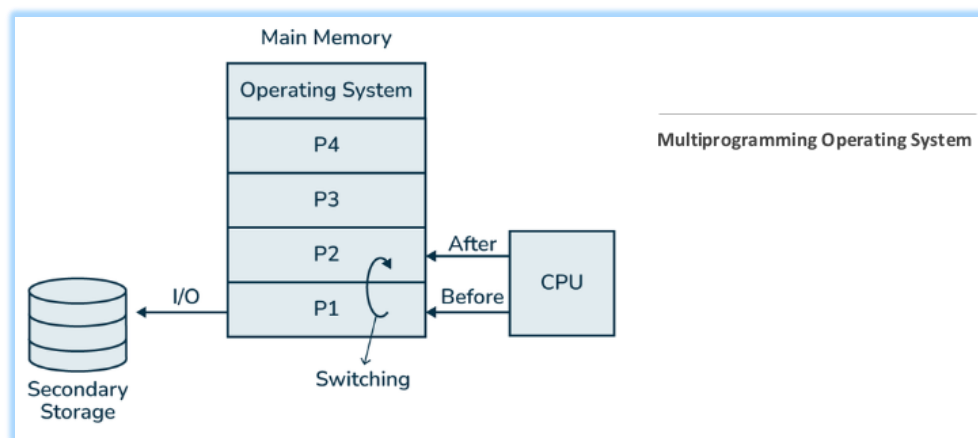 Main Memory
Operating System
Multiprogramming Operating System
P4
P3
P2
After
CPU
I/O
P1
Before
Switching
Secondary
Storage